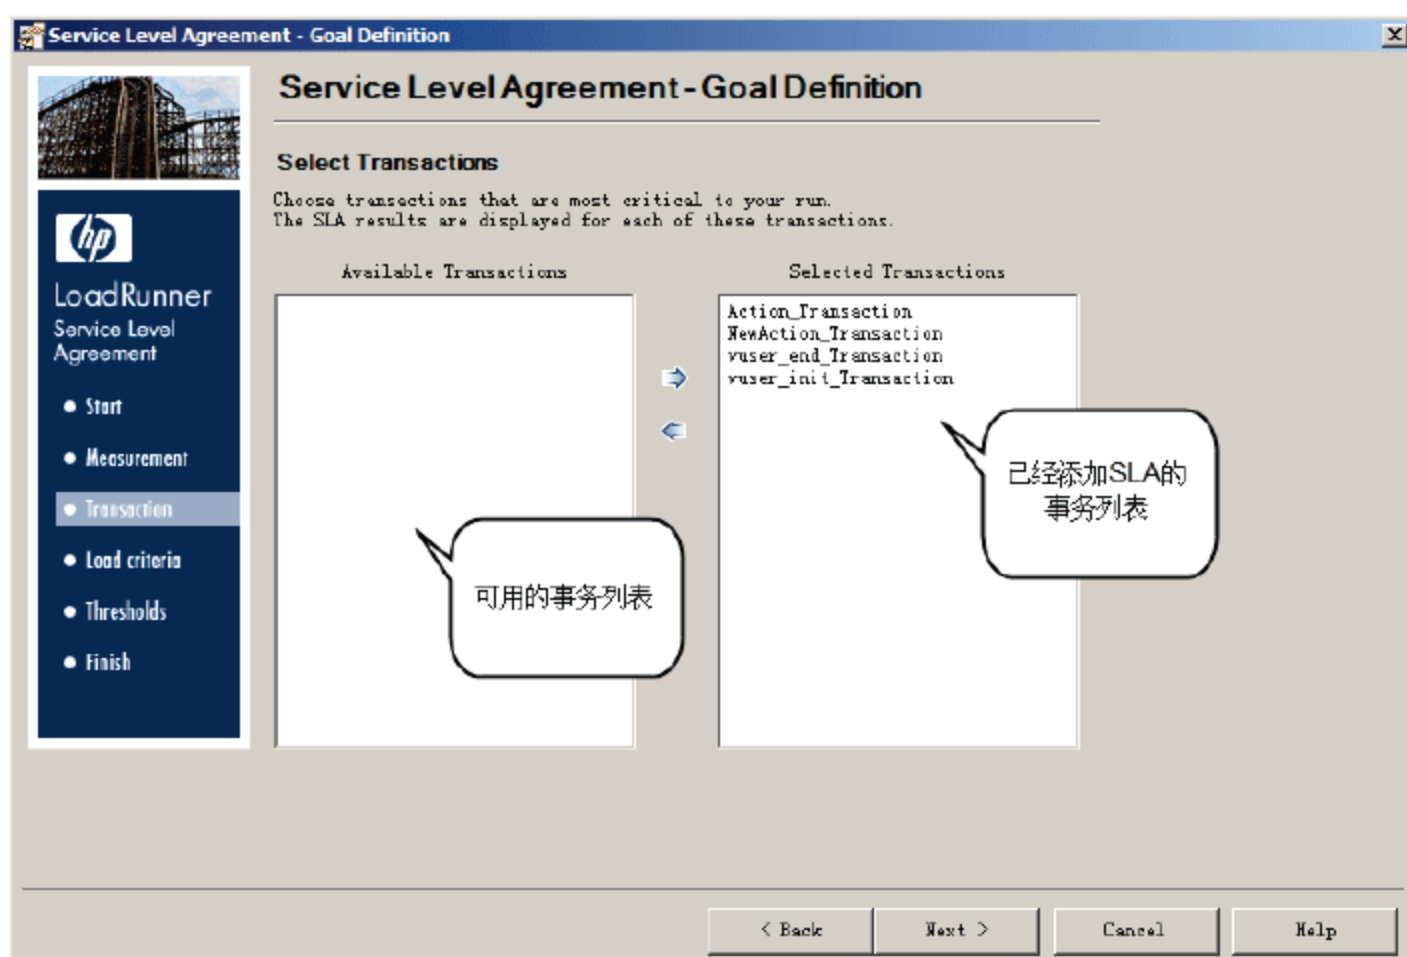 Service Level Agreement - Goal Definition
Service Level Agreement - Goal Definition
hp
LoadRunner
Service Level
Agreement
Start
Measurement
Transaction
Load criteria
Thresholds
Finish
Select Transactions
Choose transactions that are most critical to your run.
The SLA results are displayed for each of these transactions.
Available Transactions
Selected Transactions
Action_Transaction
NewAction_Transaction
vuser_end_Transaction
vuser_init_Transaction
已经添加SLA的
事务列表
可用的事务列表
< Back
Next >
Cancel
Help